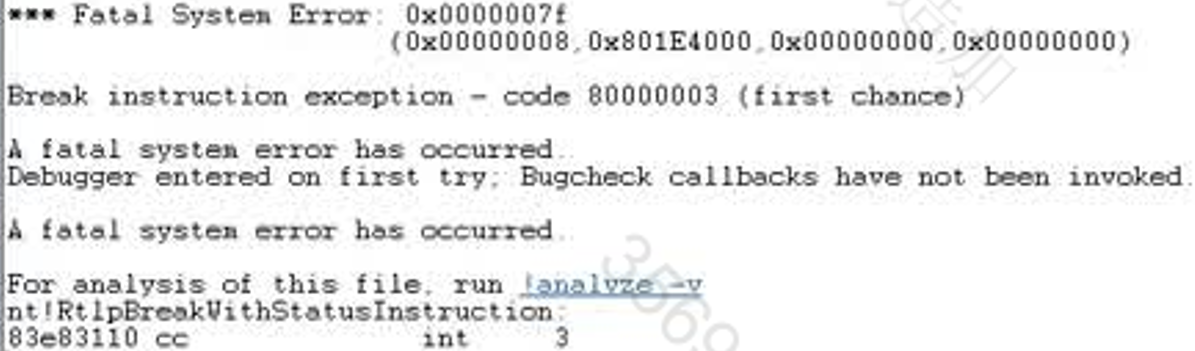 *** Fatal System Error: 0x0000007f
(0x00000008,0x801E4000,0x00000000,0x00000000)
Break instruction exception - code 80000003 (first chance)
A fatal system error has occurred.
Debugger entered on first try; Bugcheck callbacks have not been invoked.
A fatal system error has occurred.
For analysis of this file, run !analyze -v
nt!RtlpBreakWithStatusInstruction:
83e83110 cc int 3
加
3569